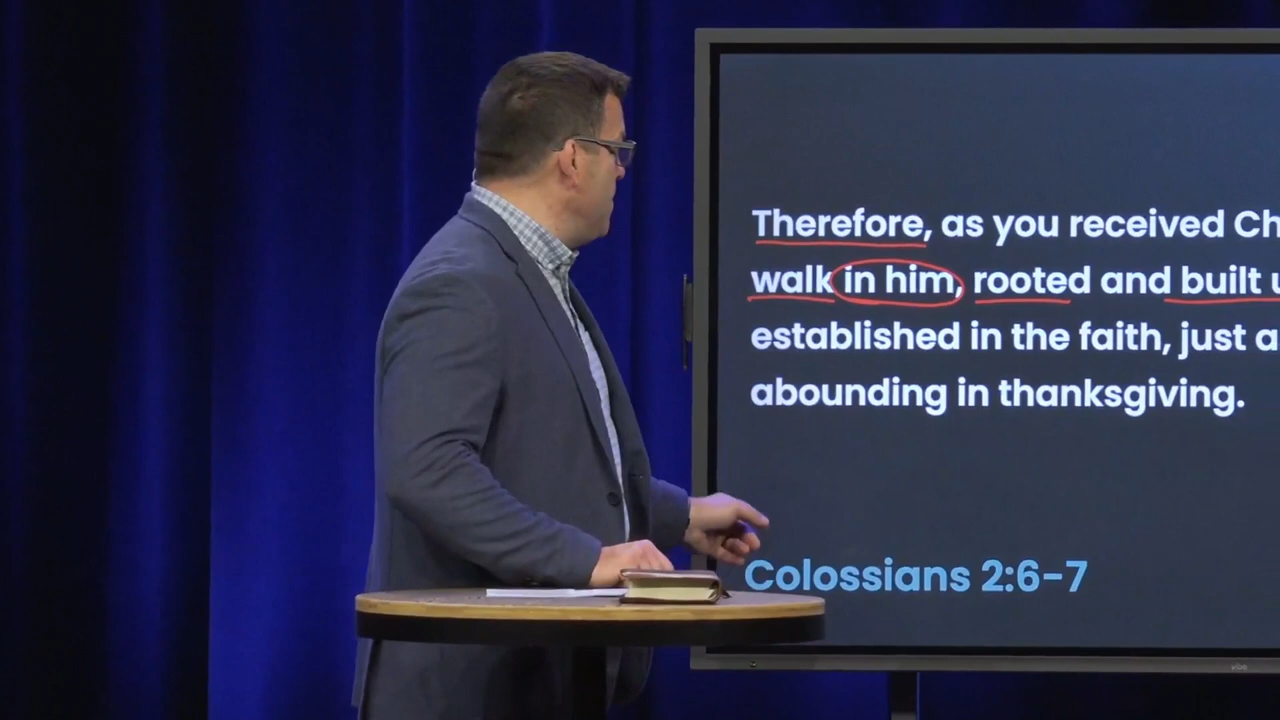 Therefore, as you received Ch
walk in him, rooted and built u
established in the faith, just a
abounding in thanksgiving.
Colossians 2:6-7
vibe